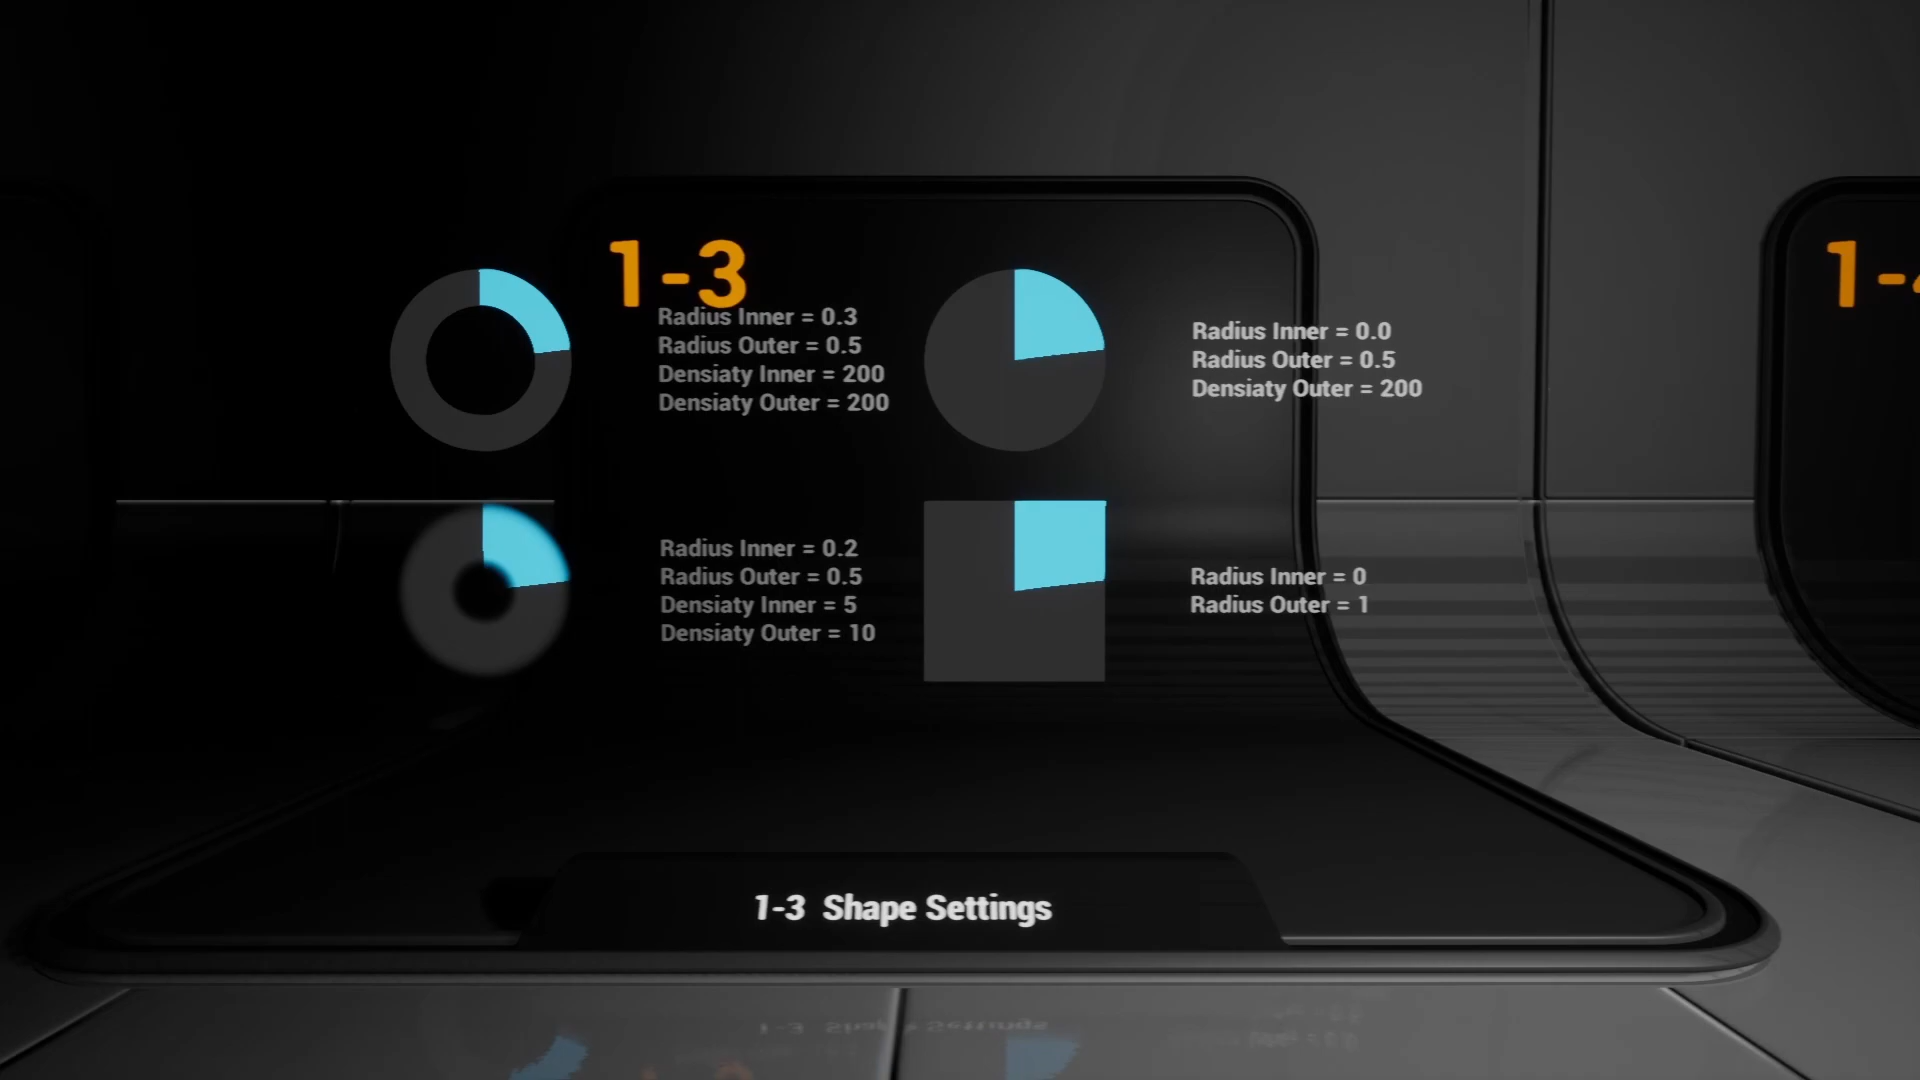 1-3
Radius Inner = 0.3
Radius Outer = 0.5
Densiaty Inner = 200
Densiaty Outer = 200
Radius Inner = 0.0
Radius Outer = 0.5
Densiaty Outer = 200
Radius Inner = 0.2
Radius Outer = 0.5
Densiaty Inner = 5
Densiaty Outer = 10
Radius Inner = 0
Radius Outer = 1
1-3 Shape Settings